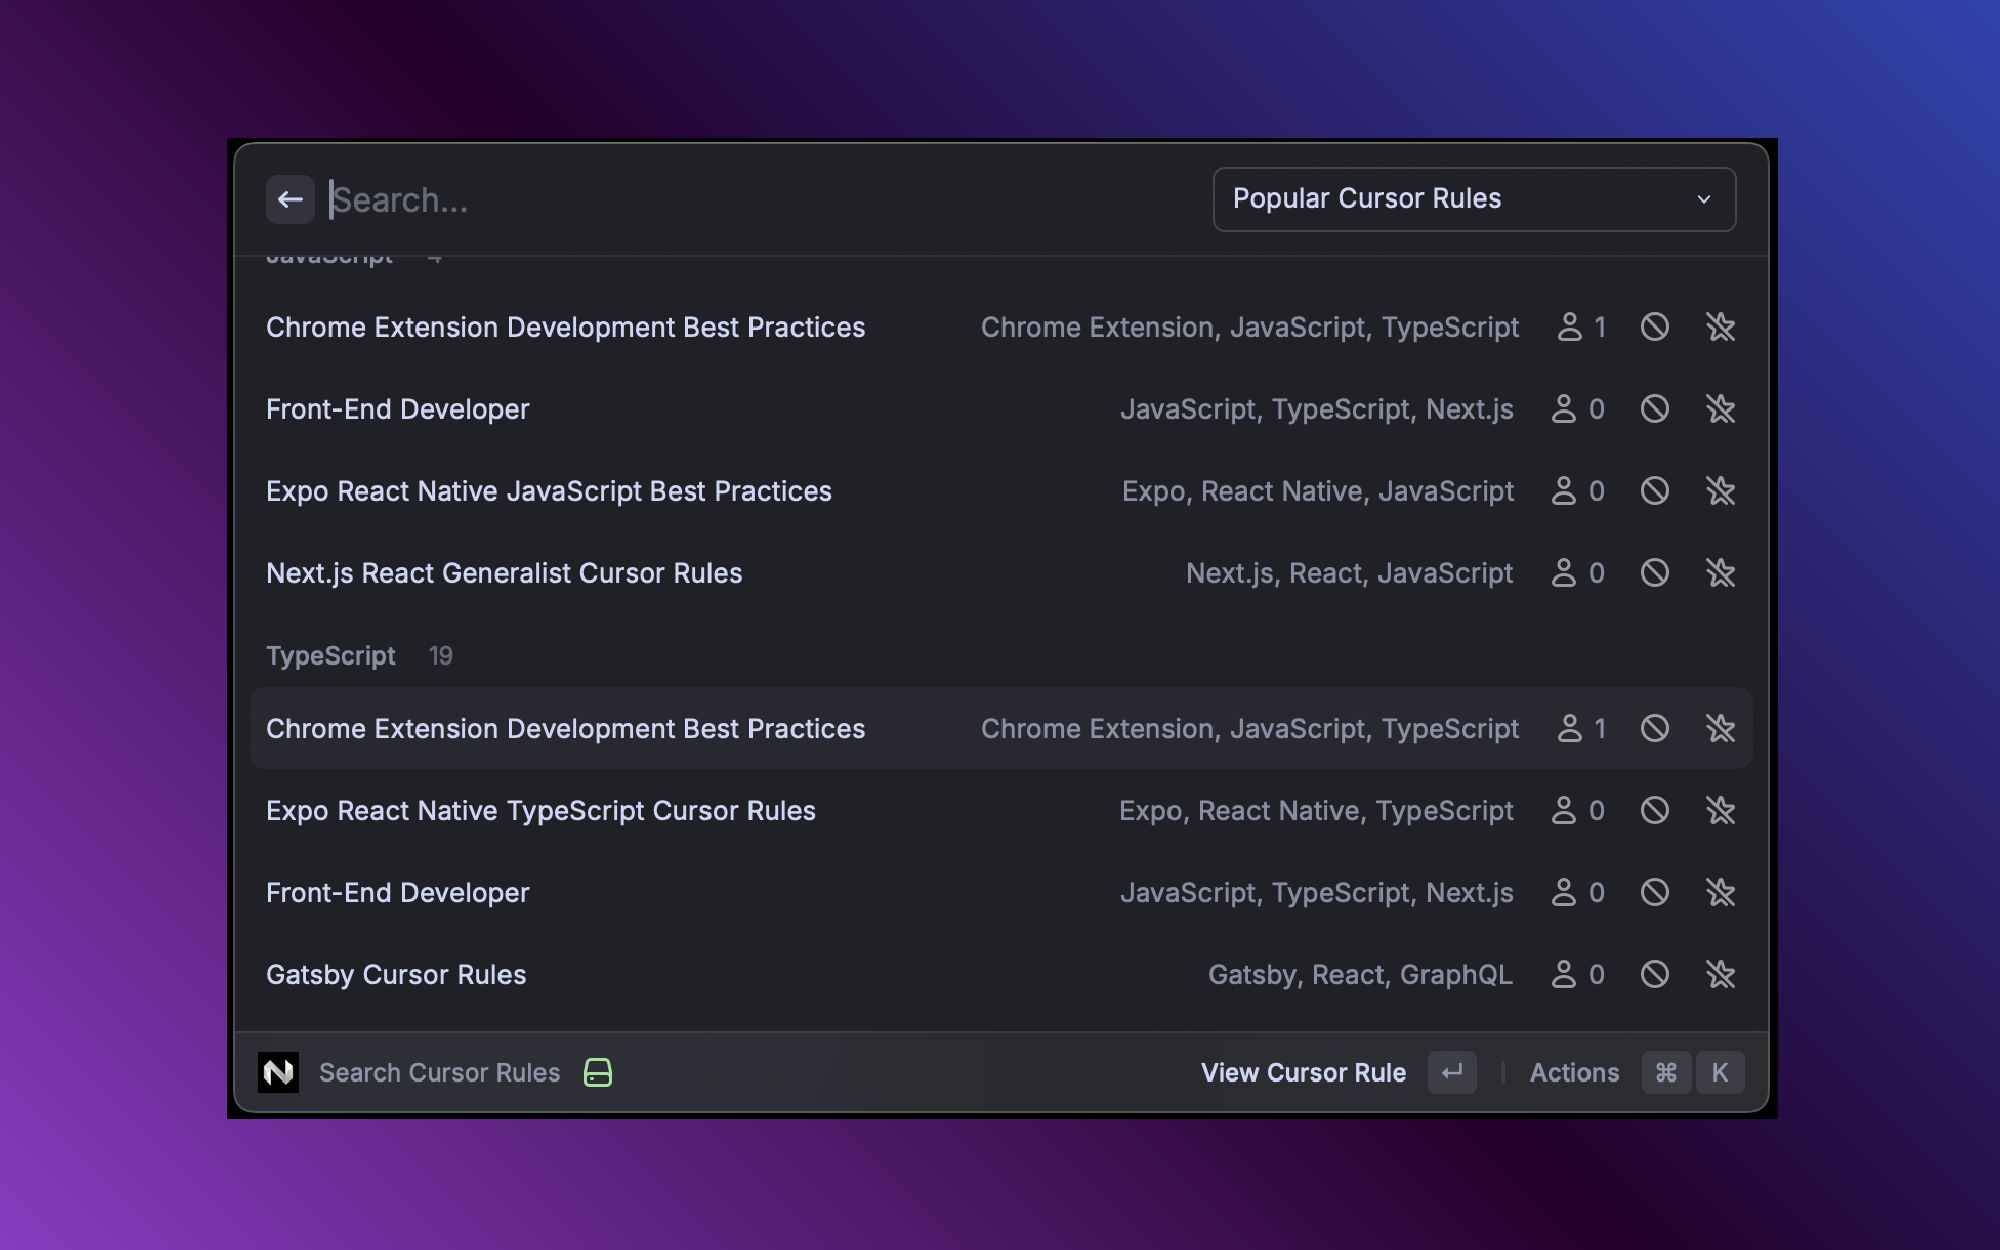 Search...
Popular Cursor Rules
JavaScript 4
Chrome Extension Development Best Practices Chrome Extension, JavaScript, TypeScript 1
Front-End Developer JavaScript, TypeScript, Next.js 0
Expo React Native JavaScript Best Practices Expo, React Native, JavaScript 0
Next.js React Generalist Cursor Rules Next.js, React, JavaScript 0
TypeScript 19
Chrome Extension Development Best Practices Chrome Extension, JavaScript, TypeScript 1
Expo React Native TypeScript Cursor Rules Expo, React Native, TypeScript 0
Front-End Developer JavaScript, TypeScript, Next.js 0
Gatsby Cursor Rules Gatsby, React, GraphQL 0
Search Cursor Rules View Cursor Rule ↵ Actions ⌘ K